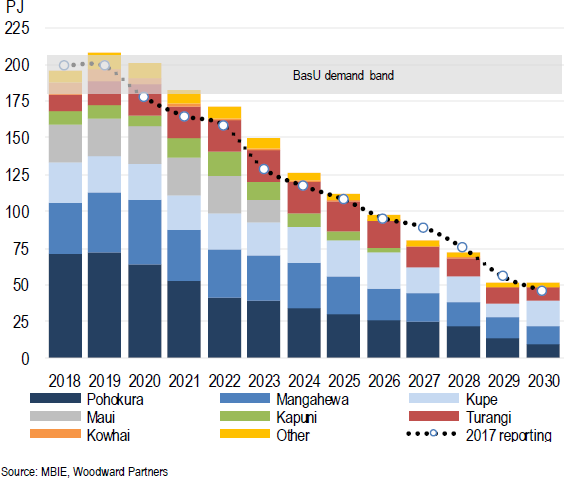 PJ
225
200
175
150
125
100
75
50
25
0
BasU demand band
2018 2019 2020 2021 2022 2023 2024 2025 2026 2027 2028 2029 2030
Pohokura Mangahewa Kupe
Maui Kapuni Turangi
Kowhai Other 2017 reporting
Source: MBIE, Woodward Partners